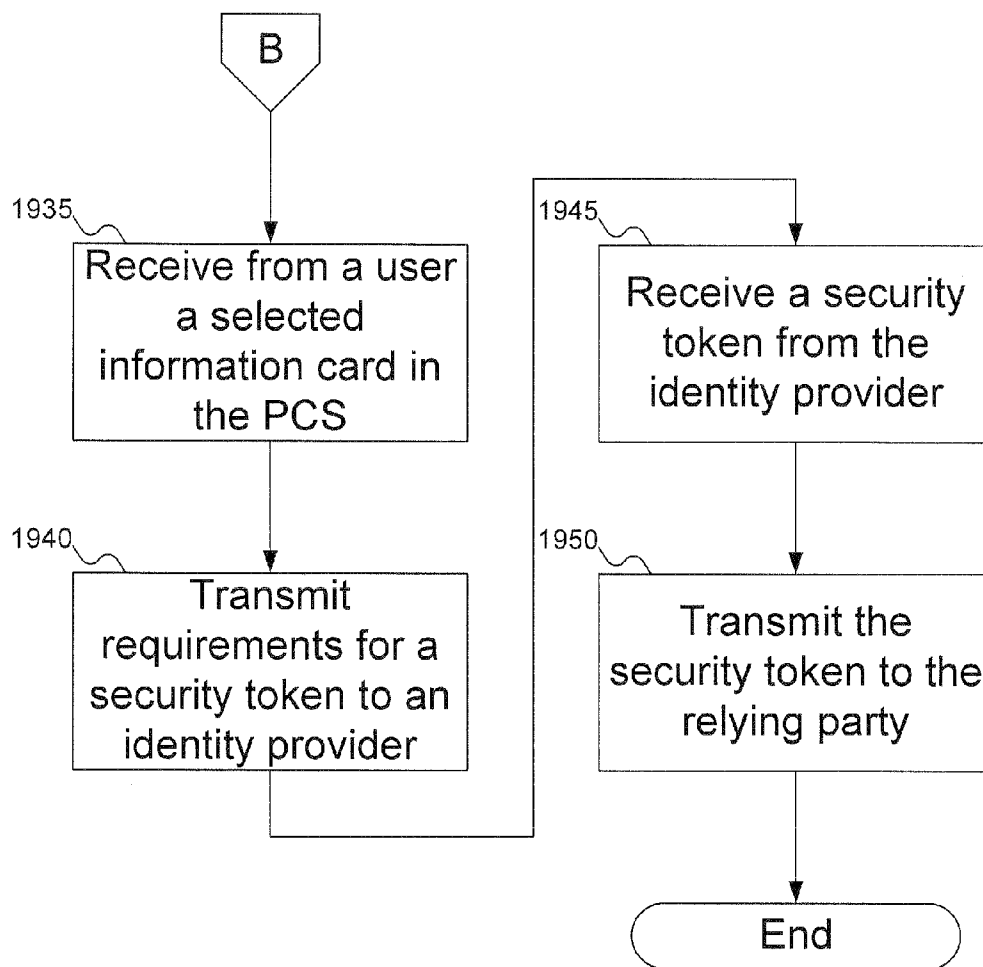 B
1935
Receive from a user
a selected
information card in
the PCS
1940
Transmit
requirements for a
security token to an
identity provider
1945
Receive a security
token from the
identity provider
1950
Transmit the
security token to the
relying party
End